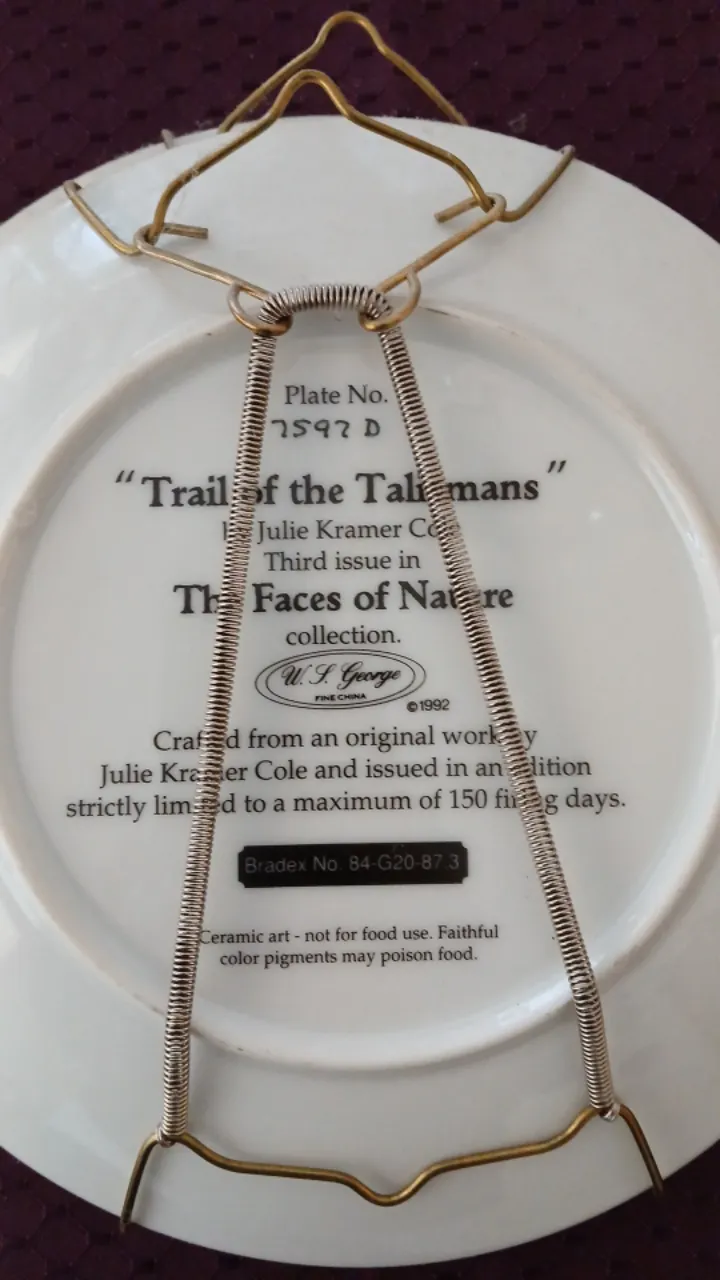 Plate No.
7597 D
"Trail of the Talismans"
by Julie Kramer Cole
Third issue in
The Faces of Nature
collection.
W. S. George
FINE CHINA
©1992
Crafted from an original work by
Julie Kramer Cole and issued in an edition
strictly limited to a maximum of 150 firing days.
Bradex No. 84-G20-87.3
Ceramic art - not for food use. Faithful
color pigments may poison food.